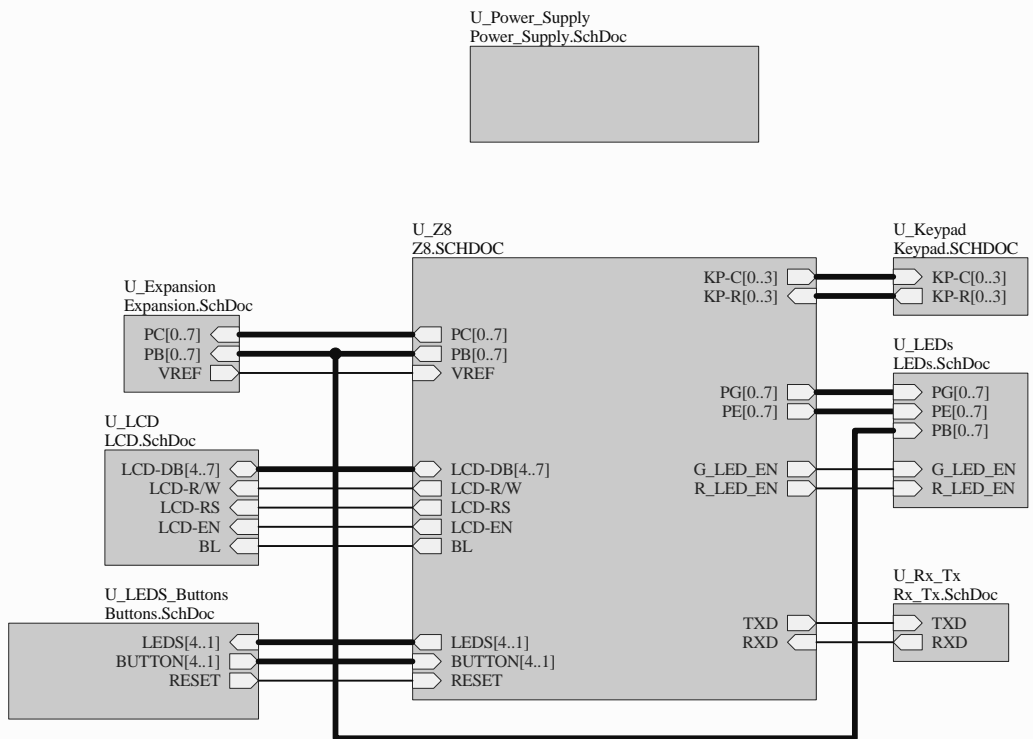 U_Power_Supply
Power_Supply.SchDoc
U_Z8
Z8.SCHDOC
KP-C[0..3]
KP-R[0..3]
PC[0..7]
PB[0..7]
VREF
PG[0..7]
PE[0..7]
LCD-DB[4..7]
LCD-R/W
LCD-RS
LCD-EN
BL
G_LED_EN
R_LED_EN
TXD
RXD
LEDS[4..1]
BUTTON[4..1]
RESET
U_Keypad
Keypad.SCHDOC
KP-C[0..3]
KP-R[0..3]
U_Expansion
Expansion.SchDoc
PC[0..7]
PB[0..7]
VREF
U_LEDs
LEDs.SchDoc
PG[0..7]
PE[0..7]
PB[0..7]
G_LED_EN
R_LED_EN
U_LCD
LCD.SchDoc
LCD-DB[4..7]
LCD-R/W
LCD-RS
LCD-EN
BL
U_Rx_Tx
Rx_Tx.SchDoc
TXD
RXD
U_LEDS_Buttons
Buttons.SchDoc
LEDS[4..1]
BUTTON[4..1]
RESET